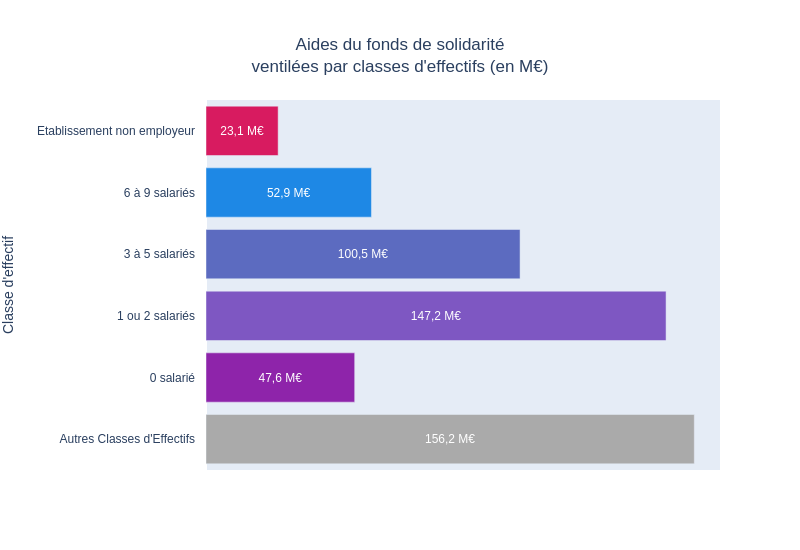 Aides du fonds de solidarité
ventilées par classes d'effectifs (en M€)
Classe d'effectif
Etablissement non employeur
23,1 M€
6 à 9 salariés
52,9 M€
3 à 5 salariés
100,5 M€
1 ou 2 salariés
147,2 M€
0 salarié
47,6 M€
Autres Classes d'Effectifs
156,2 M€